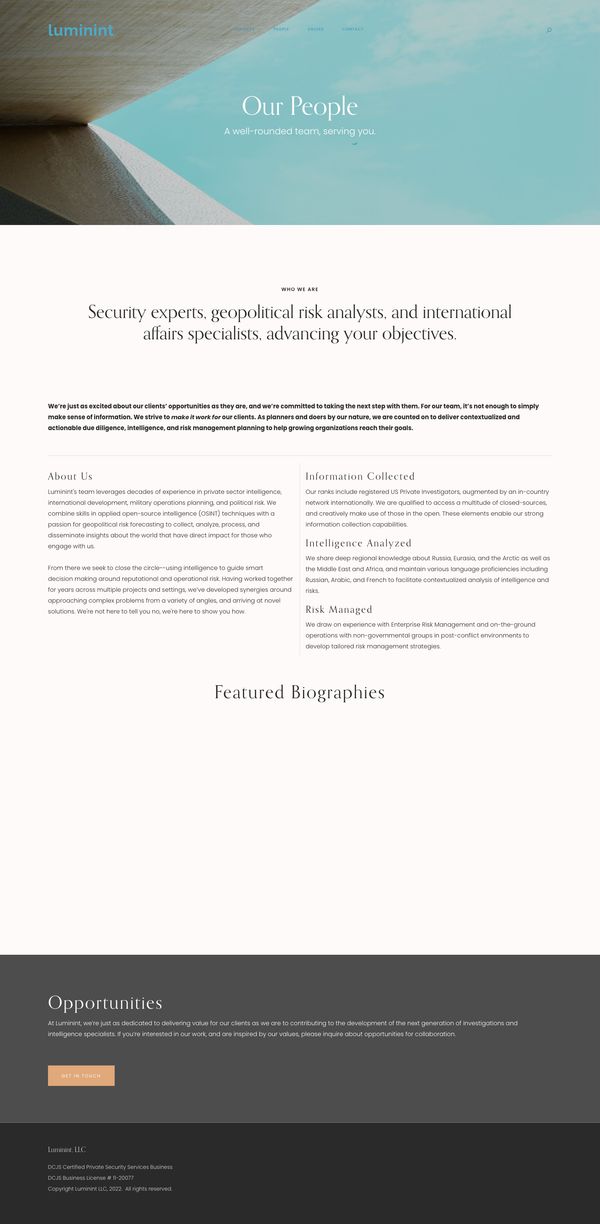 luminint
PEOPLE
CONTACT
Our People
A well-rounded team, serving you.
WHO WE ARE
Security experts, geopolitical risk analysts, and international
affairs specialists, advancing your objectives.
We're just as excited about our clients' opportunities as they are, and we're committed to taking the next step with them. For our team, it's not enough to simply
make sense of information. We strive to make it work for our clients. As planners and doers by our nature, we are counted on to deliver contextualized and
actionable due diligence, intelligence, and risk management planning to help growing organizations reach their goals.
About Us
Luminint's team leverages decades of experience in private sector intelligence,
international development, military operations planning, and political risk. We
combine skills in applied open-source intelligence (OSINT) techniques with a
passion for geopolitical risk forecasting to collect, analyze, process, and
disseminate insights about the world that have direct impact for those who
engage with us.
From there we seek to close the circle––using intelligence to guide smart
decision making around reputational and operational risk. Having worked together
for years across multiple projects and settings, we've developed synergies around
approaching complex problems from a variety of angles, and arriving at novel
solutions. We're not here to tell you no, we're here to show you how.
Information Collected
Our ranks include registered US Private Investigators, augmented by an in-country
network internationally. We are qualified to access a multitude of closed-sources,
and creatively make use of those in the open. These elements enable our strong
information collection capabilities.
Intelligence Analyzed
We share deep regional knowledge about Russia, Eurasia, and the Arctic as well as
the Middle East and Africa, and maintain various language proficiencies including
Russian, Arabic, and French to facilitate contextualized analysis of intelligence and
risks.
Risk Managed
We draw on experience with Enterprise Risk Management and on-the-ground
operations with non-governmental groups in post-conflict environments to
develop tailored risk management strategies.
Featured Biographies
Opportunities
At Luminint, we're just as dedicated to delivering value for our clients as we are to contributing to the development of the next generation of investigations and
intelligence specialists. If you're interested in our work, and are inspired by our values, please inquire about opportunities for collaboration.
GET IN TOUCH
Luminint, LLC
DCJS Certified Private Security Services Business
DCJS Business License # 11-20077
Copyright Luminint LLC, 2022. All rights reserved.